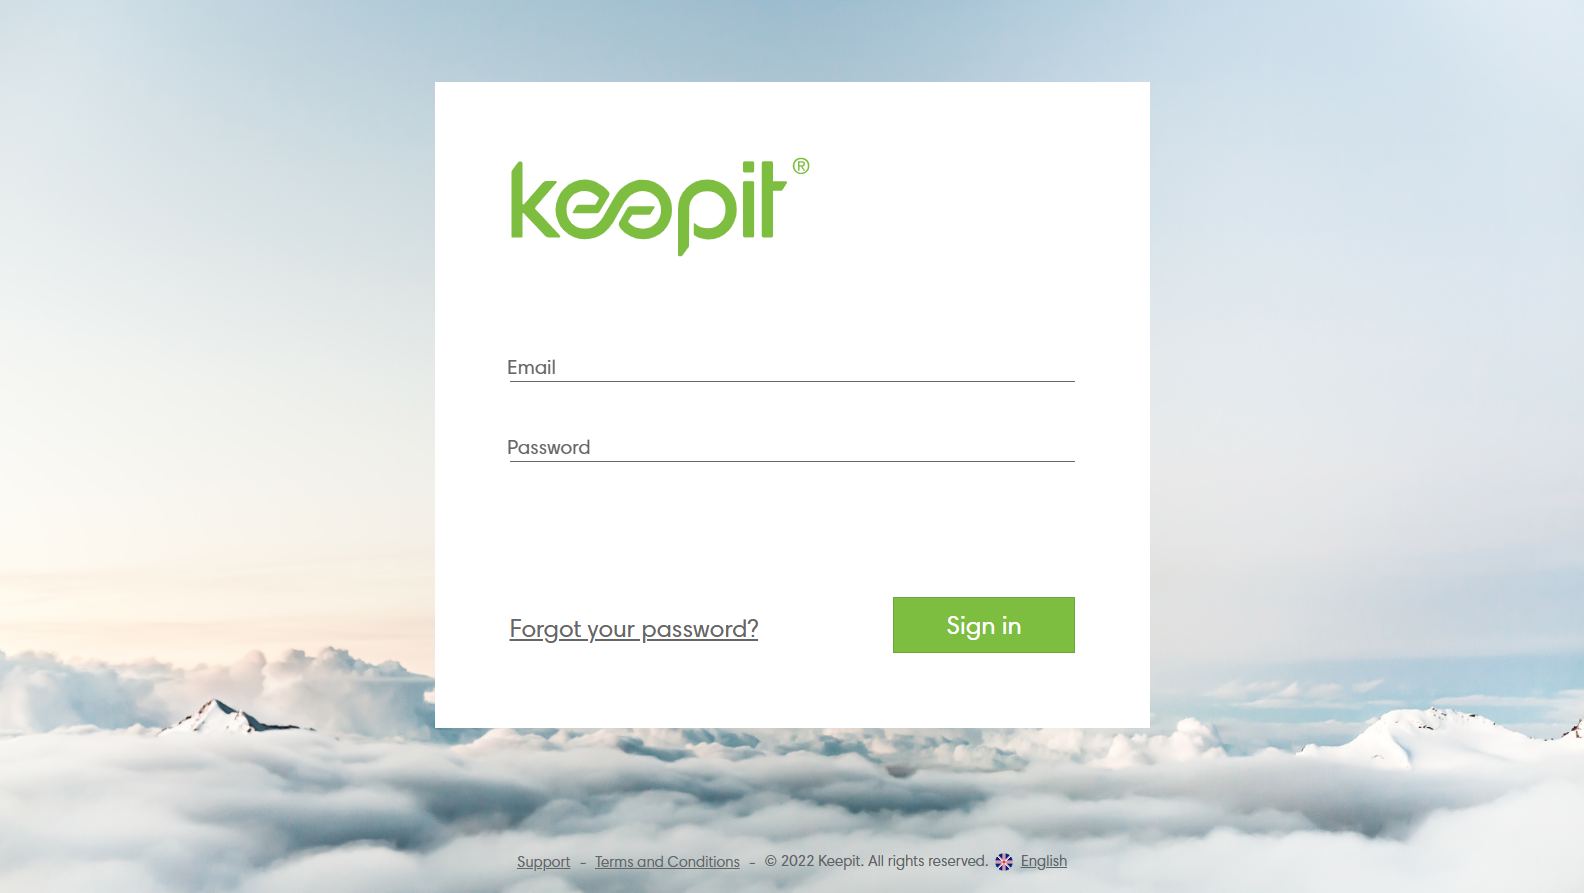 keepit®
Email
Password
Forgot your password?
Sign in
Support - Terms and Conditions - © 2022 Keepit. All rights reserved. English